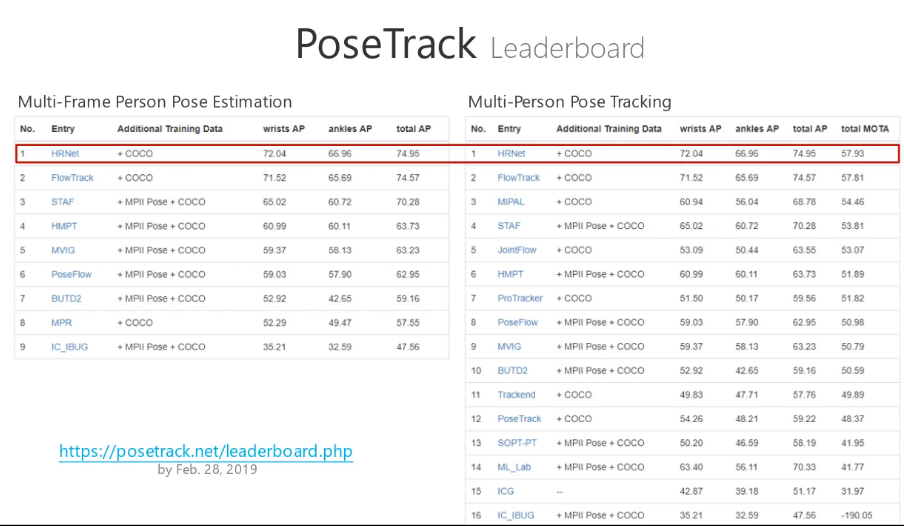 PoseTrack Leaderboard
Multi-Frame Person Pose Estimation
No. Entry Additional Training Data wrists AP ankles AP total AP
1 HRNet + COCO 72.04 66.96 74.95
2 FlowTrack + COCO 71.52 65.69 74.57
3 STAF + MPII Pose + COCO 65.02 60.72 70.28
4 HMPT + MPII Pose + COCO 60.99 60.11 63.73
5 MVIG + MPII Pose + COCO 59.37 58.13 63.23
6 PoseFlow + MPII Pose + COCO 59.03 57.90 62.95
7 BUTD2 + MPII Pose + COCO 52.92 42.65 59.16
8 MPR + COCO 52.29 49.47 57.55
9 IC_IBUG + MPII Pose + COCO 35.21 32.59 47.56
https://posetrack.net/leaderboard.php
by Feb. 28, 2019
Multi-Person Pose Tracking
No. Entry Additional Training Data wrists AP ankles AP total AP total MOTA
1 HRNet + COCO 72.04 66.96 74.95 57.93
2 FlowTrack + COCO 71.52 65.69 74.57 57.81
3 MIPAL + COCO 60.94 56.04 68.78 54.46
4 STAF + MPII Pose + COCO 65.02 60.72 70.28 53.81
5 JointFlow + COCO 53.09 50.44 63.55 53.07
6 HMPT + MPII Pose + COCO 60.99 60.11 63.73 51.89
7 ProTracker + COCO 51.50 50.17 59.56 51.82
8 PoseFlow + MPII Pose + COCO 59.03 57.90 62.95 50.98
9 MVIG + MPII Pose + COCO 59.37 58.13 63.23 50.79
10 BUTD2 + MPII Pose + COCO 52.92 42.65 59.16 50.59
11 Trackend + COCO 49.83 47.71 57.76 49.89
12 PoseTrack + COCO 54.26 48.21 59.22 48.37
13 SOPT-PT + MPII Pose + COCO 50.20 46.59 58.19 41.95
14 ML_Lab + MPII Pose + COCO 63.40 56.11 70.33 41.77
15 ICG -- 42.87 39.18 51.17 31.97
16 IC_IBUG + MPII Pose + COCO 35.21 32.59 47.56 -190.05